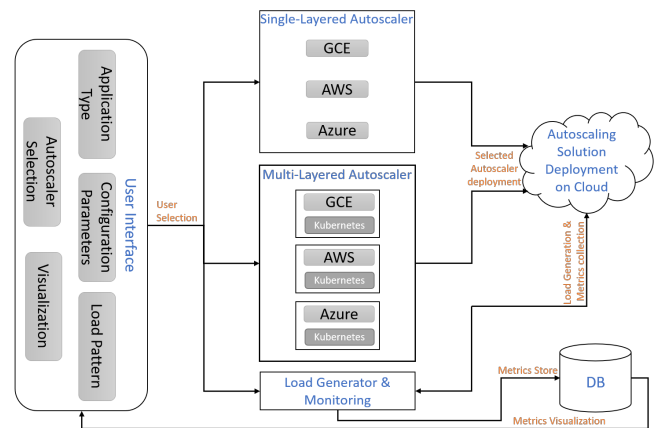 User Interface
Application
Type
Autoscaler
Selection
Configuration
Parameters
Visualization
Load Pattern
User
Selection
Single-Layered Autoscaler
GCE
AWS
Azure
Multi-Layered Autoscaler
GCE
Kubernetes
AWS
Kubernetes
Azure
Kubernetes
Load Generator &
Monitoring
Selected
Autoscaler
deployment
Autoscaling
Solution
Deployment
on Cloud
Load Generation &
Metrics collection
Metrics Store
DB
Metrics Visualization